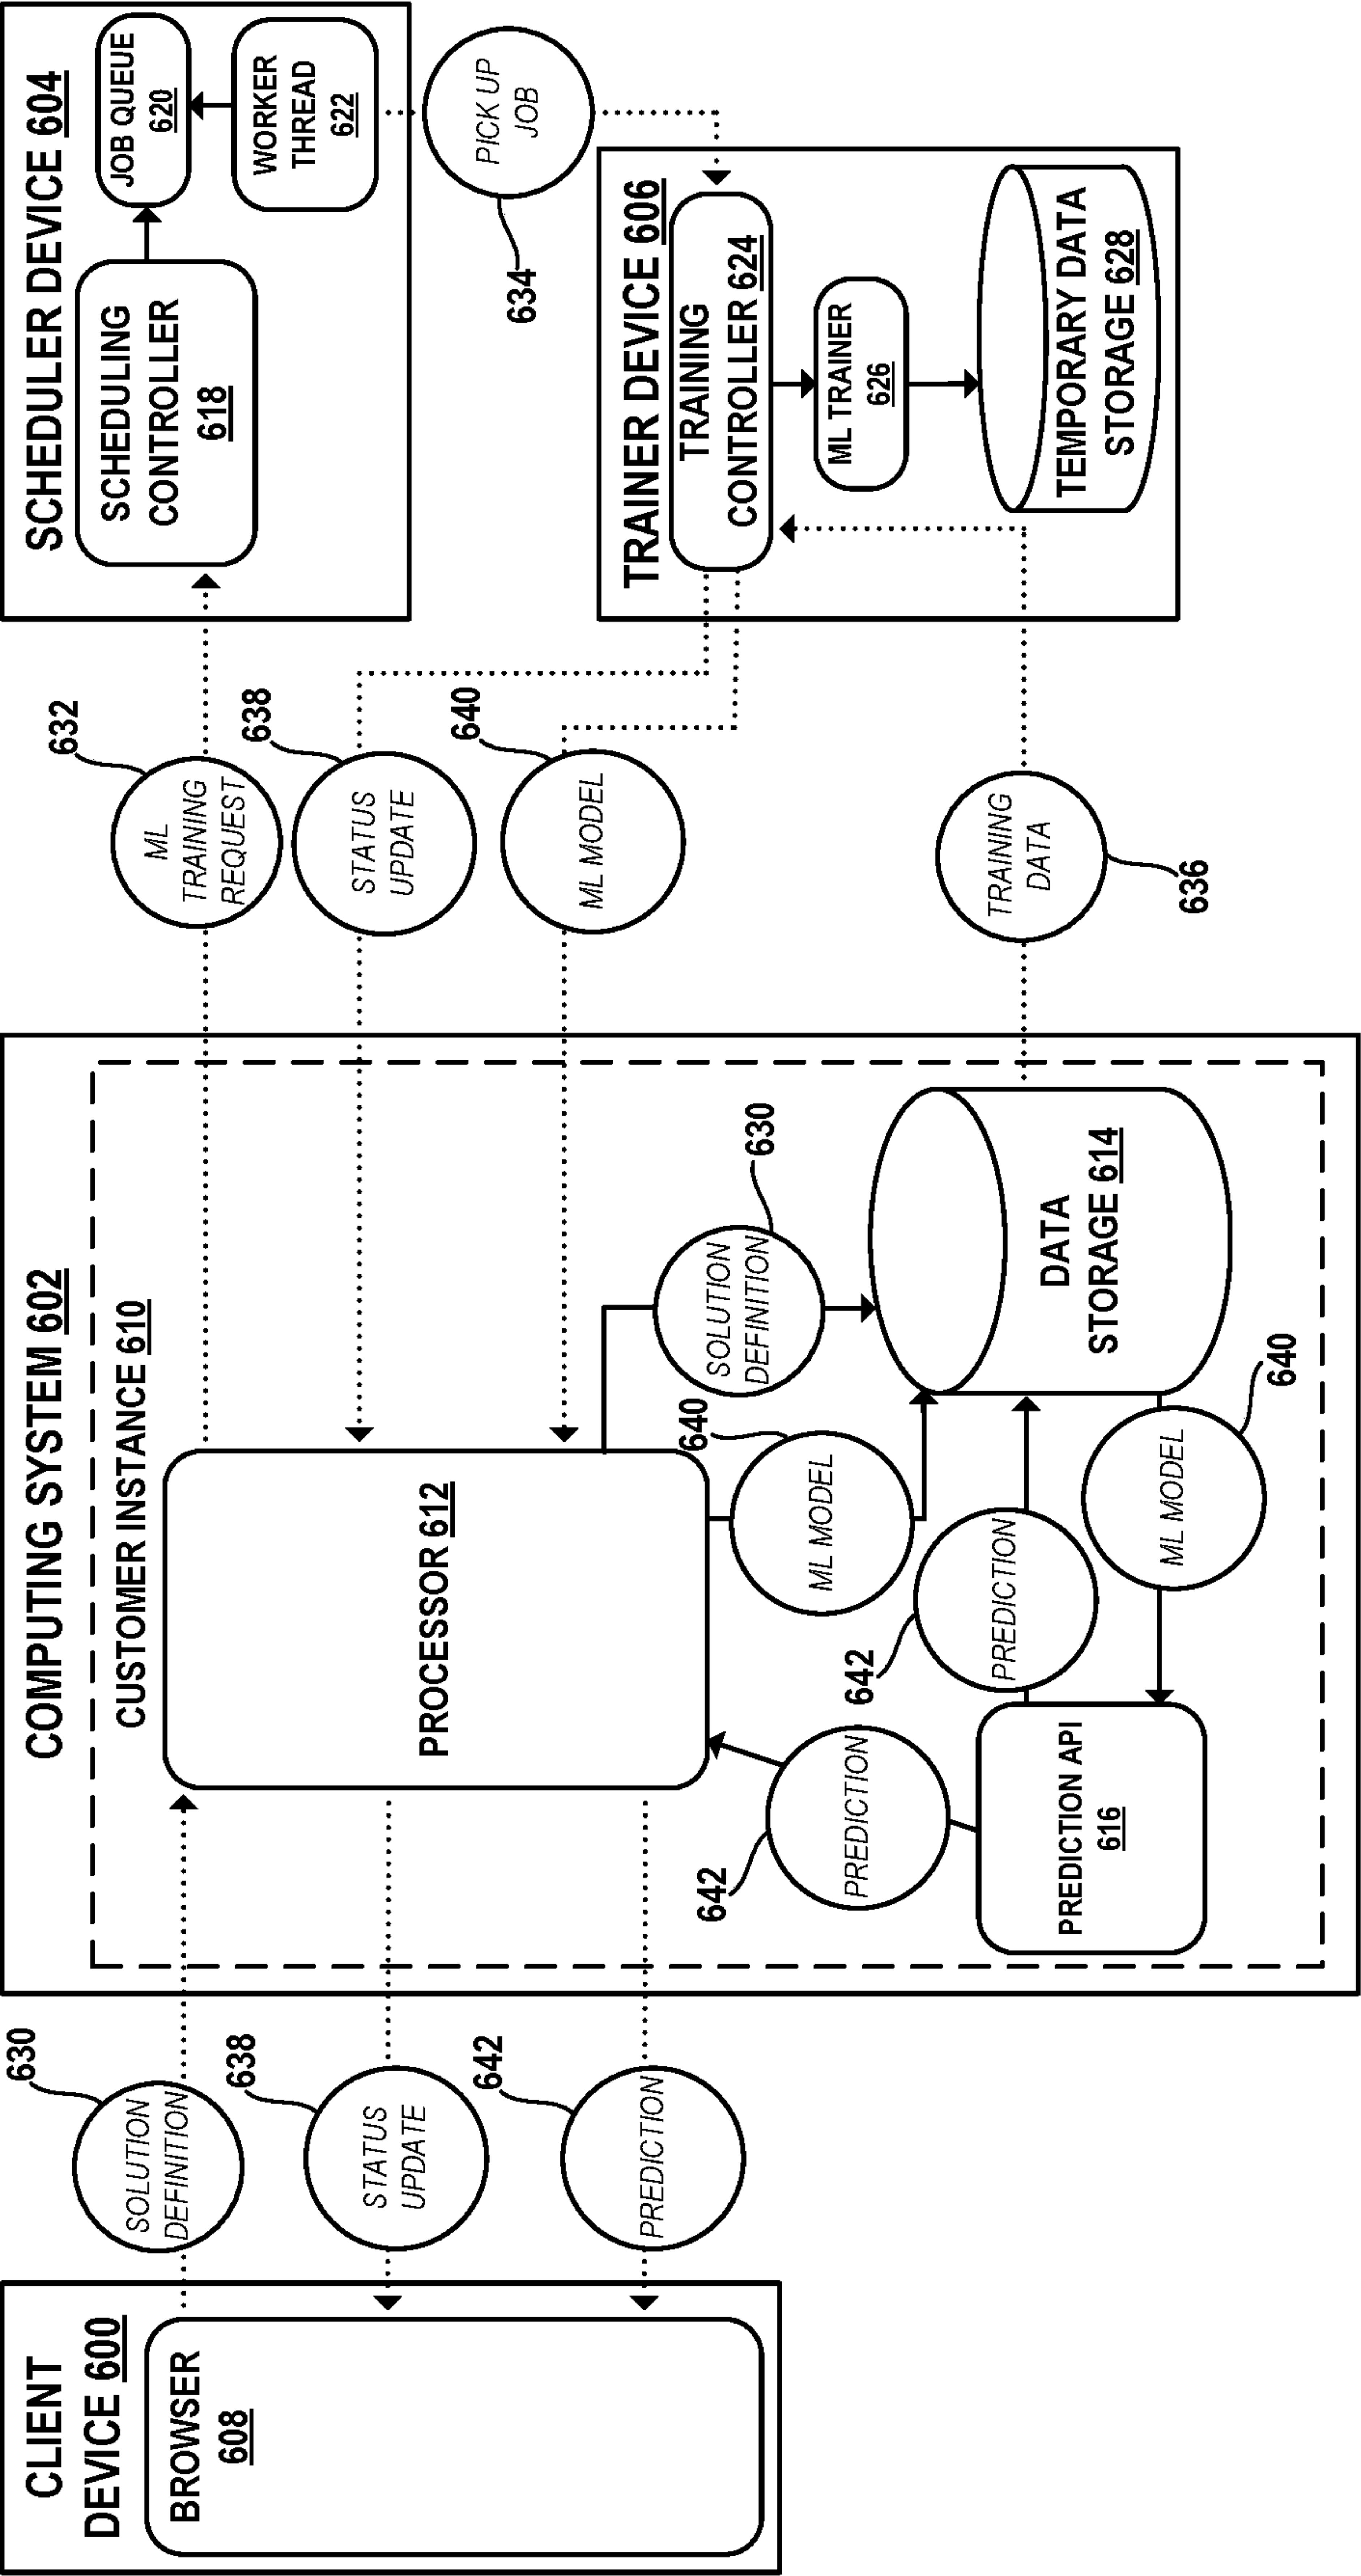 CLIENT
DEVICE 600
BROWSER
608
630
SOLUTION
DEFINITION
638
STATUS
UPDATE
642
PREDICTION
COMPUTING SYSTEM 602
CUSTOMER INSTANCE 610
PROCESSOR 612
SOLUTION
DEFINITION
630
640
ML MODEL
642
PREDICTION
642
PREDICTION
PREDICTION API
616
DATA
STORAGE 614
ML MODEL
640
632
ML
TRAINING
REQUEST
638
STATUS
UPDATE
640
ML MODEL
TRAINING
DATA
636
SCHEDULER DEVICE 604
SCHEDULING
CONTROLLER
618
JOB QUEUE
620
WORKER
THREAD
622
PICK UP
JOB
634
TRAINER DEVICE 606
TRAINING
CONTROLLER 624
ML TRAINER
626
TEMPORARY DATA
STORAGE 628